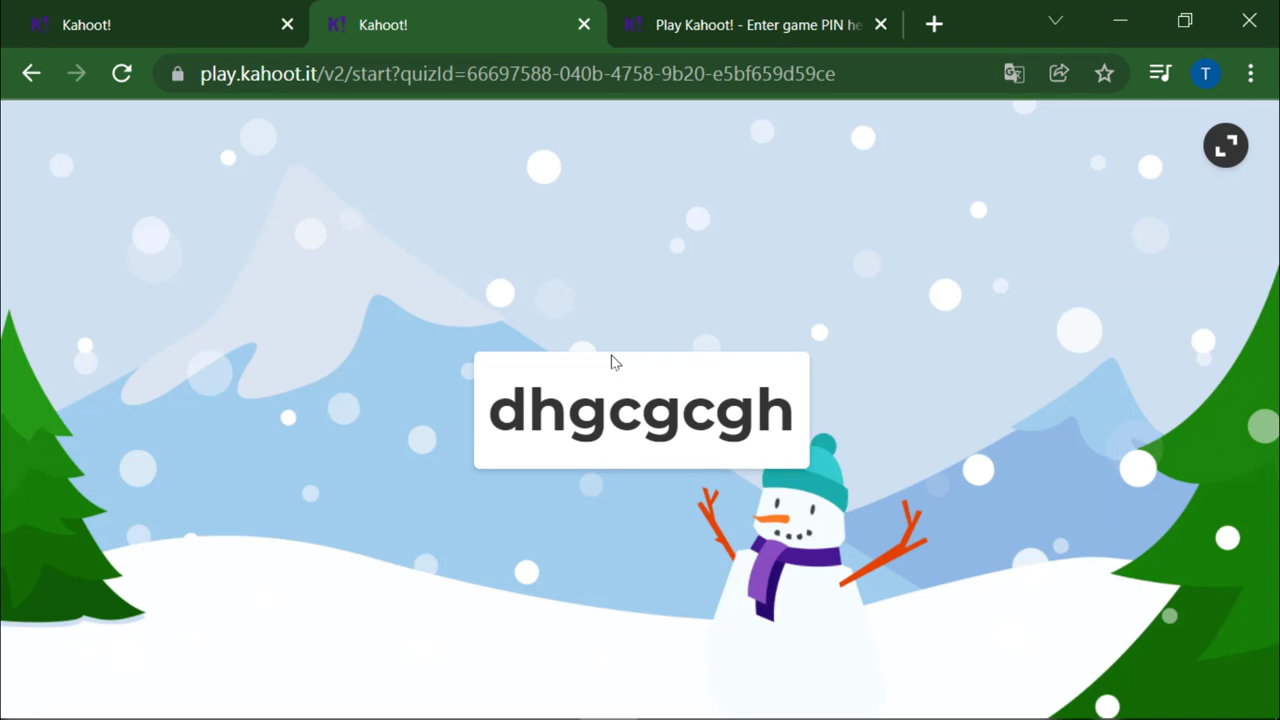 K! Kahoot!
K! Kahoot!
K! Play Kahoot! - Enter game PIN he
play.kahoot.it/v2/start?quizId=66697588-040b-4758-9b20-e5bf659d59ce
T
dhgcgcgh